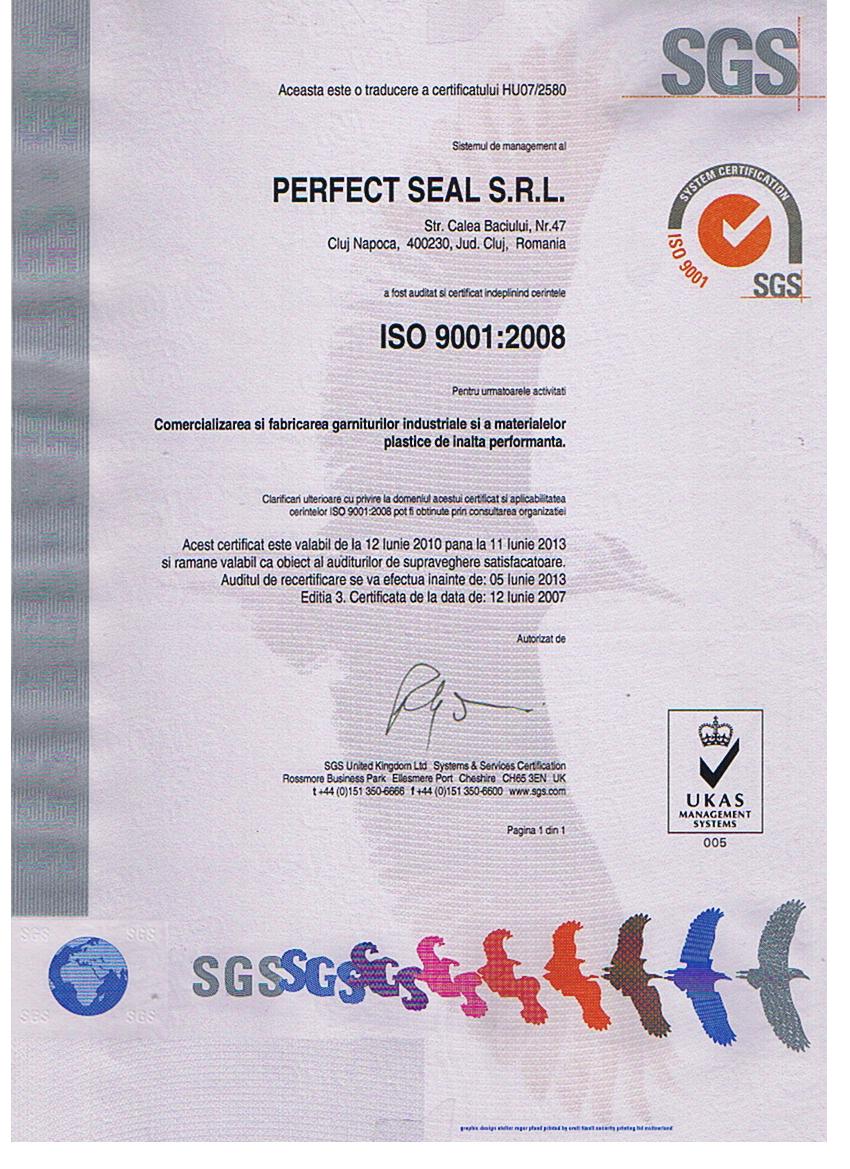 SGS
Aceasta este o traducere a certificatului HU07/2580
Sistemul de management al
PERFECT SEAL S.R.L.
Str. Calea Baciului, Nr.47
Cluj Napoca, 400230, Jud. Cluj, Romania
SYSTEM CERTIFICATION
ISO 9001
SGS
a fost auditat si certificat indeplinind cerintele
ISO 9001:2008
Pentru urmatoarele activitati
Comercializarea si fabricarea garniturilor industriale si a materialelor
plastice de inalta performanta.
Clarificari ulterioare cu privire la domeniul acestui certificat si aplicabilitatea
cerintelor ISO 9001:2008 pot fi obtinute prin consultarea organizatiei
Acest certificat este valabil de la 12 Iunie 2010 pana la 11 Iunie 2013
si ramane valabil ca obiect al auditurilor de supraveghere satisfacatoare.
Auditul de recertificare se va efectua inainte de: 05 Iunie 2013
Editia 3. Certificata de la data de: 12 Iunie 2007
Autorizat de
SGS United Kingdom Ltd Systems & Services Certification
Rossmore Business Park Ellesmere Port Cheshire CH65 3EN UK
t +44 (0)151 350-6666 f +44 (0)151 350-6600 www.sgs.com
Pagina 1 din 1
UKAS
MANAGEMENT
SYSTEMS
005
SGS SGS
SGS SGS
SGS SGS SGS